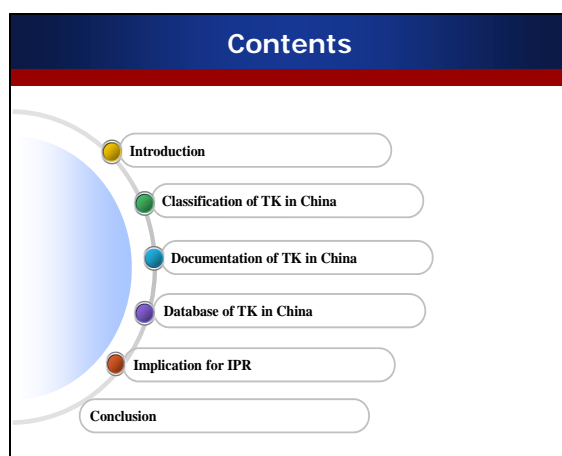 Contents
Introduction
Classification of TK in China
Documentation of TK in China
Database of TK in China
Implication for IPR
Conclusion